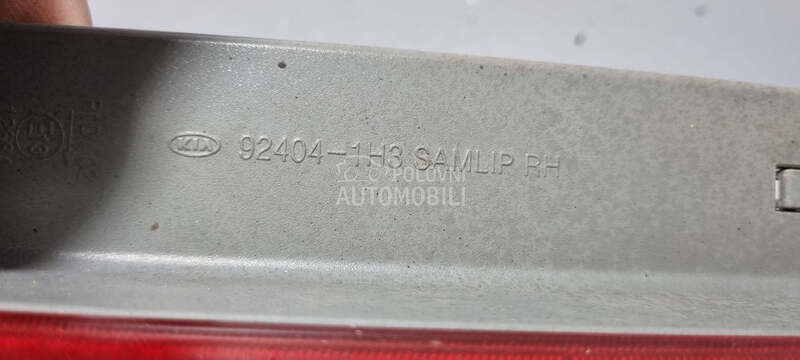 KIA 92404-1H3 SAMLIP RH
POLOVNI
AUTOMOBILI